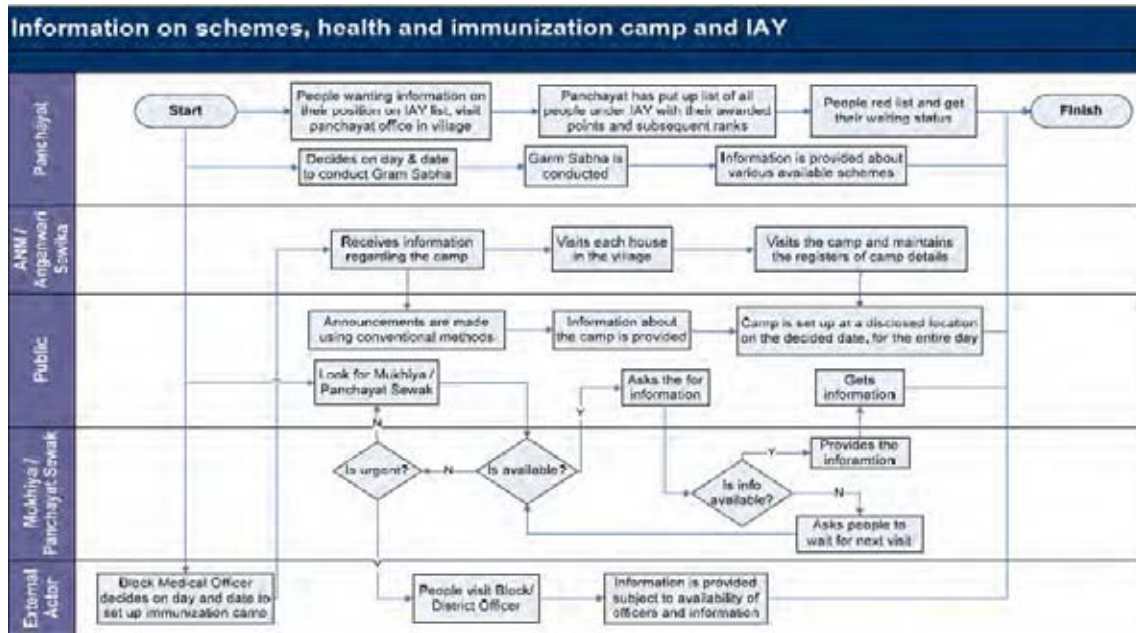 Information on schemes, health and immunization camp and IAY
Panchayat
Start
People wanting information on
their position on IAY list, visit
panchayat office in village
Panchayat has put up list of all
people under IAY with their awarded
points and subsequent ranks
People red list and get
their waiting status
Finish
Decides on day & date
to conduct Gram Sabha
Garm Sabha is
conducted
Information is provided about
various available schemes
ANM /
Anganwari
Sewika
Receives information
regarding the camp
Visits each house
in the village
Visits the camp and maintains
the registers of camp details
Public
Announcements are made
using conventional methods
Information about
the camp is provided
Camp is set up at a disclosed location
on the decided date, for the entire day
Look for Mukhiya /
Panchayat Sewak
Asks the for
information
Gets
information
Y
N
Mukhiya /
Panchayat Sewak
Is urgent?
N
Is available?
Is info
available?
Y
Provides the
inforamtion
N
Asks people to
wait for next visit
Y
External
Actor
Block Medical Officer
decides on day and date to
set up immunization camp
People visit Block/
District Officer
Information is provided
subject to availability of
officers and information